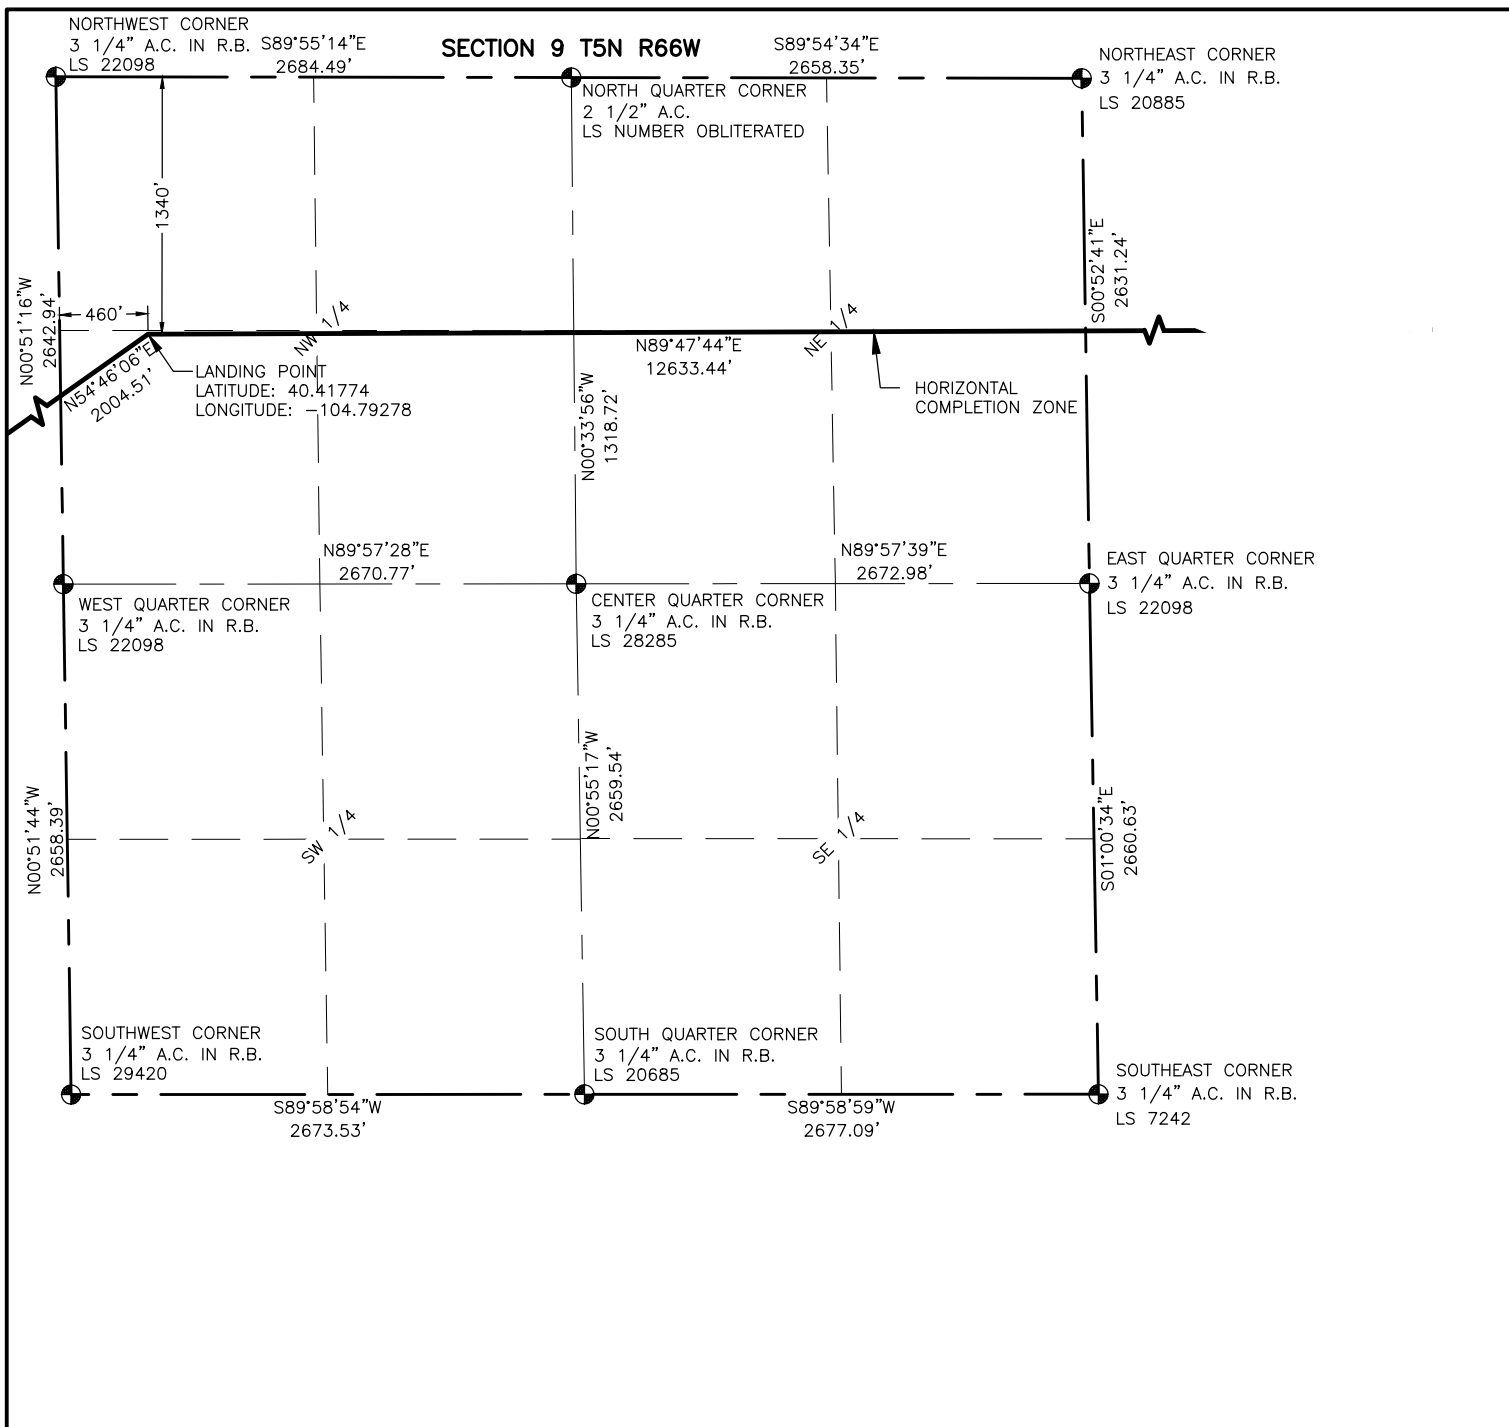 NORTHWEST CORNER
3 1/4" A.C. IN R.B.
LS 22098
S89°55'14"E
2684.49'
SECTION 9 T5N R66W
S89°54'34"E
2658.35'
NORTHEAST CORNER
3 1/4" A.C. IN R.B.
LS 20885
NORTH QUARTER CORNER
2 1/2" A.C.
LS NUMBER OBLITERATED
1340'
N00°51'16"W
2642.94'
460'
S00°52'41"E
2631.24'
NW 1/4
NE 1/4
N54°46'06"E
2004.51'
LANDING POINT
LATITUDE: 40.41774
LONGITUDE: -104.79278
N89°47'44"E
12633.44'
HORIZONTAL
COMPLETION ZONE
N00°33'56"W
1318.72'
N89°57'28"E
2670.77'
N89°57'39"E
2672.98'
WEST QUARTER CORNER
3 1/4" A.C. IN R.B.
LS 22098
CENTER QUARTER CORNER
3 1/4" A.C. IN R.B.
LS 28285
EAST QUARTER CORNER
3 1/4" A.C. IN R.B.
LS 22098
N00°51'44"W
2658.39'
SW 1/4
N00°55'17"W
2659.54'
SE 1/4
S01°00'34"E
2660.63'
SOUTHWEST CORNER
3 1/4" A.C. IN R.B.
LS 29420
SOUTH QUARTER CORNER
3 1/4" A.C. IN R.B.
LS 20685
SOUTHEAST CORNER
3 1/4" A.C. IN R.B.
LS 7242
S89°58'54"W
2673.53'
S89°58'59"W
2677.09'